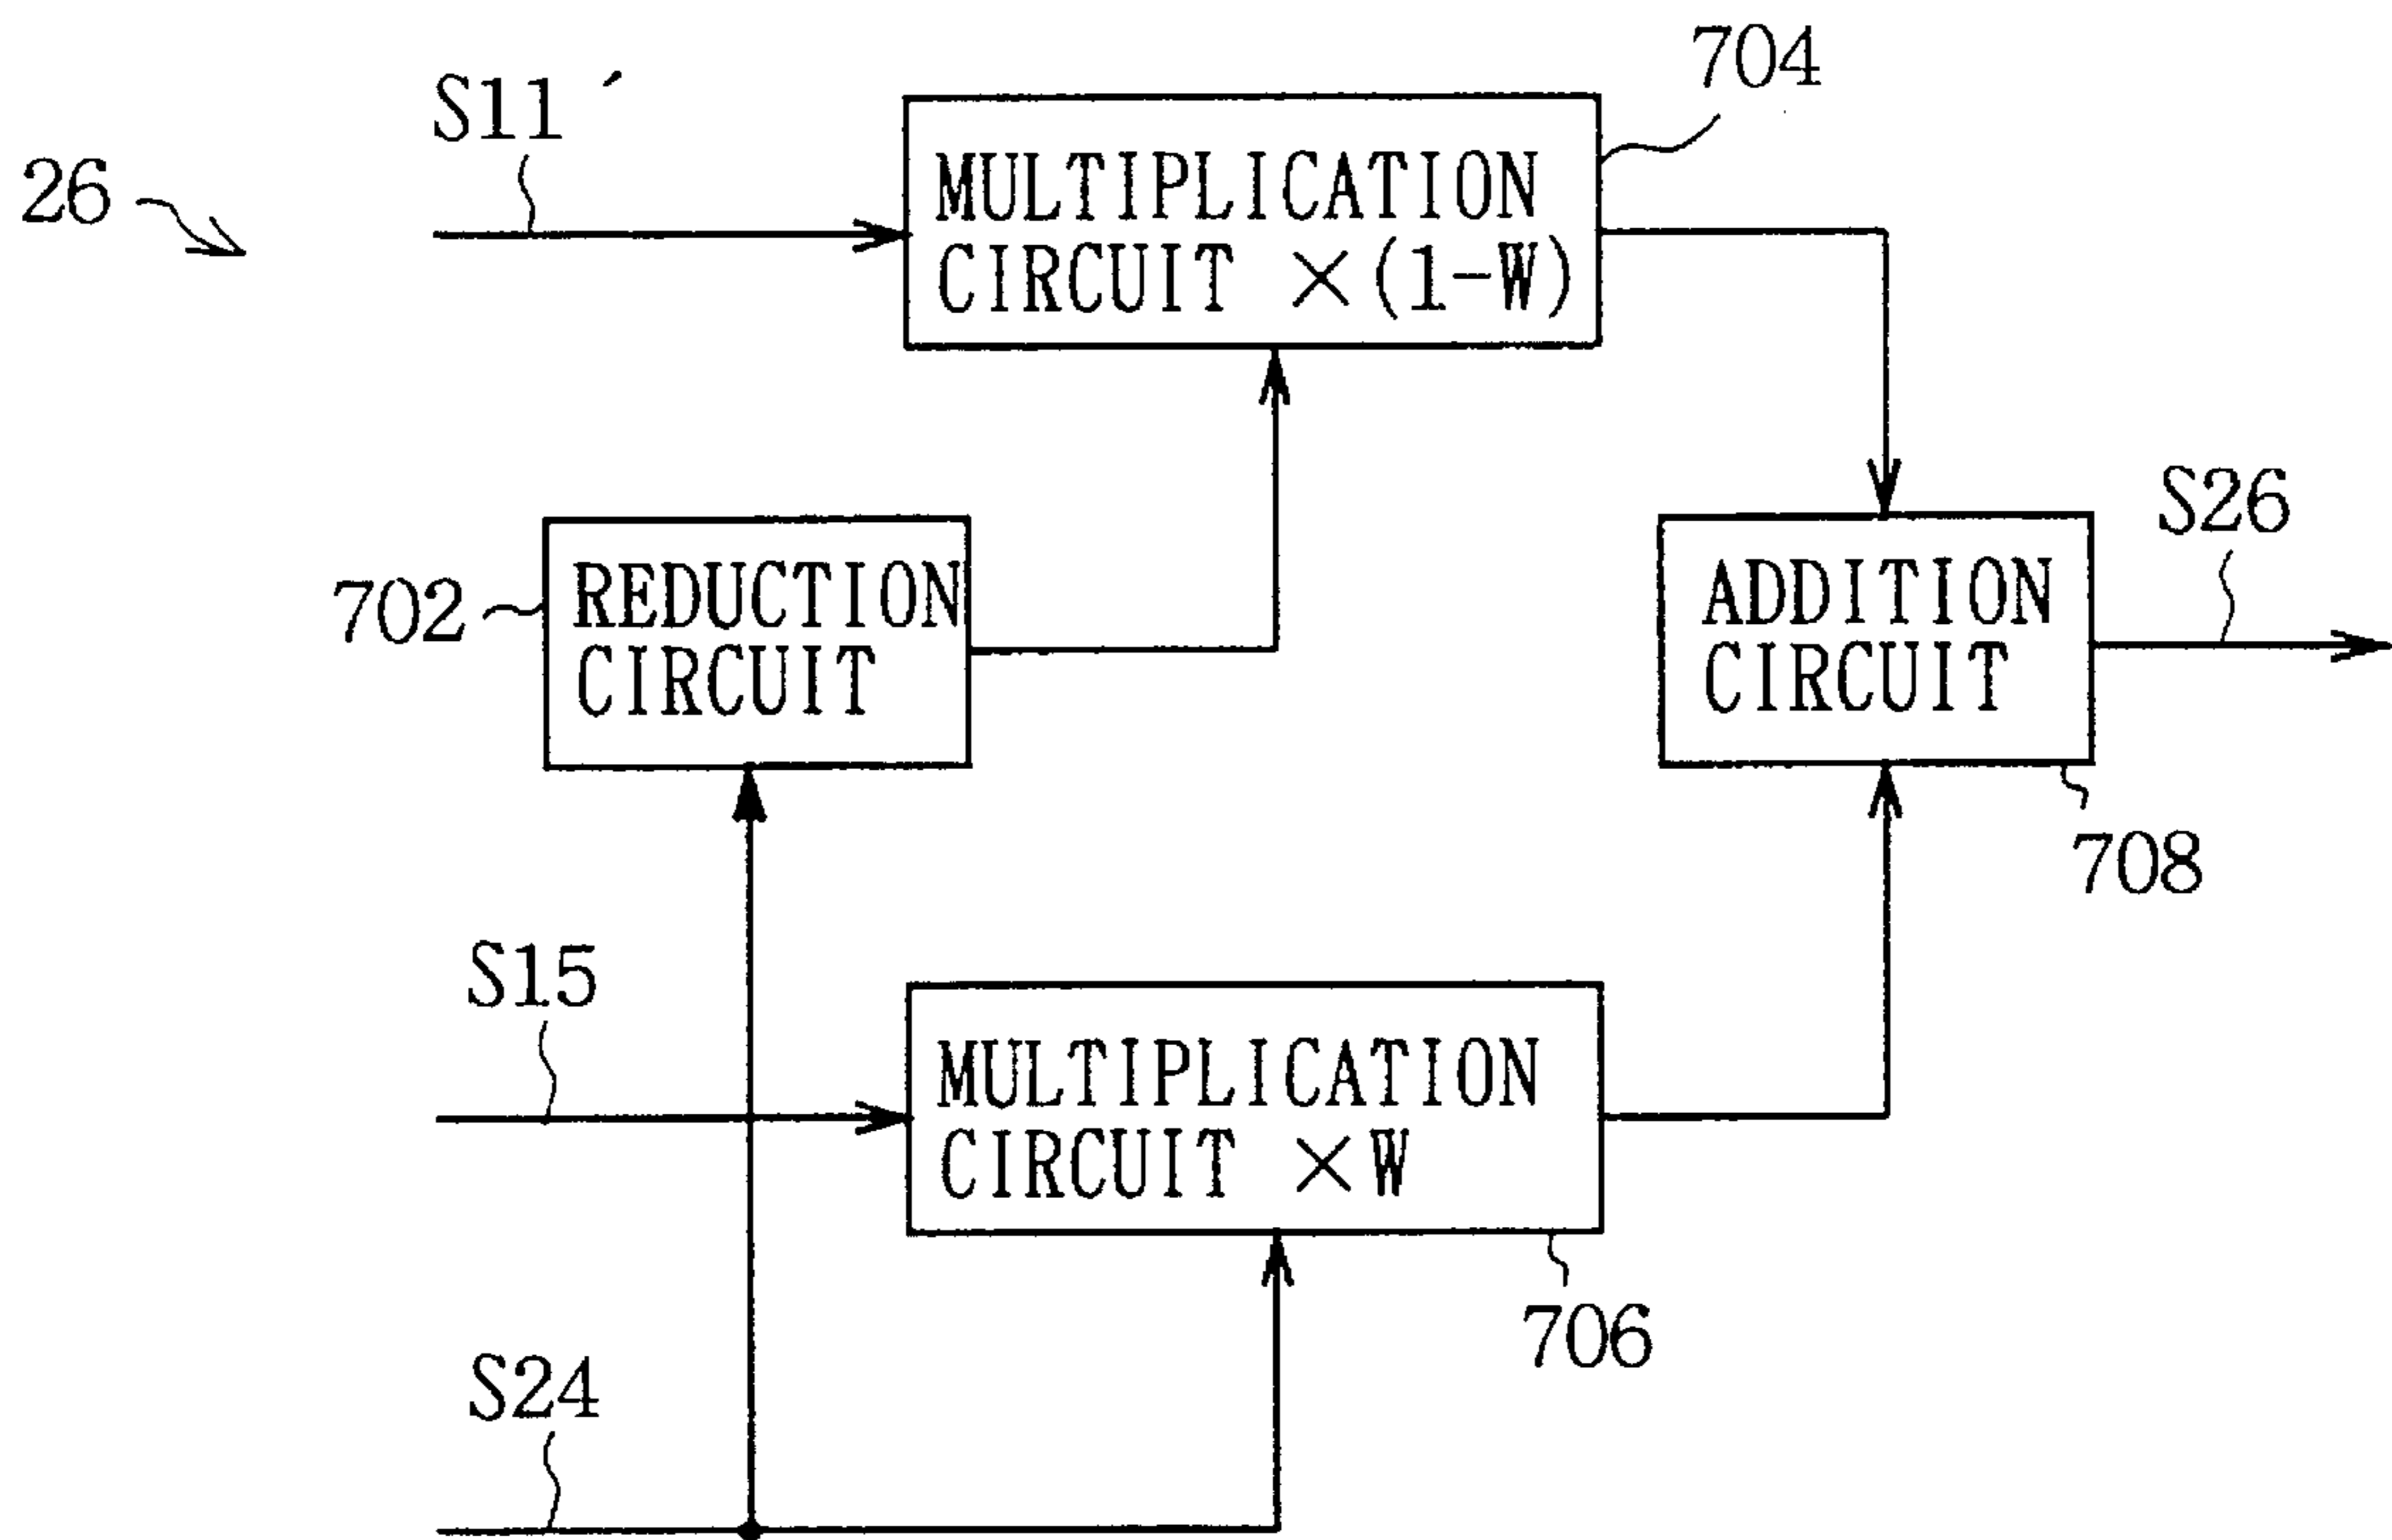 704
S11´
26
MULTIPLICATION
CIRCUIT ×(1-W)
S26
702
REDUCTION
CIRCUIT
ADDITION
CIRCUIT
708
S15
MULTIPLICATION
CIRCUIT ×W
706
S24